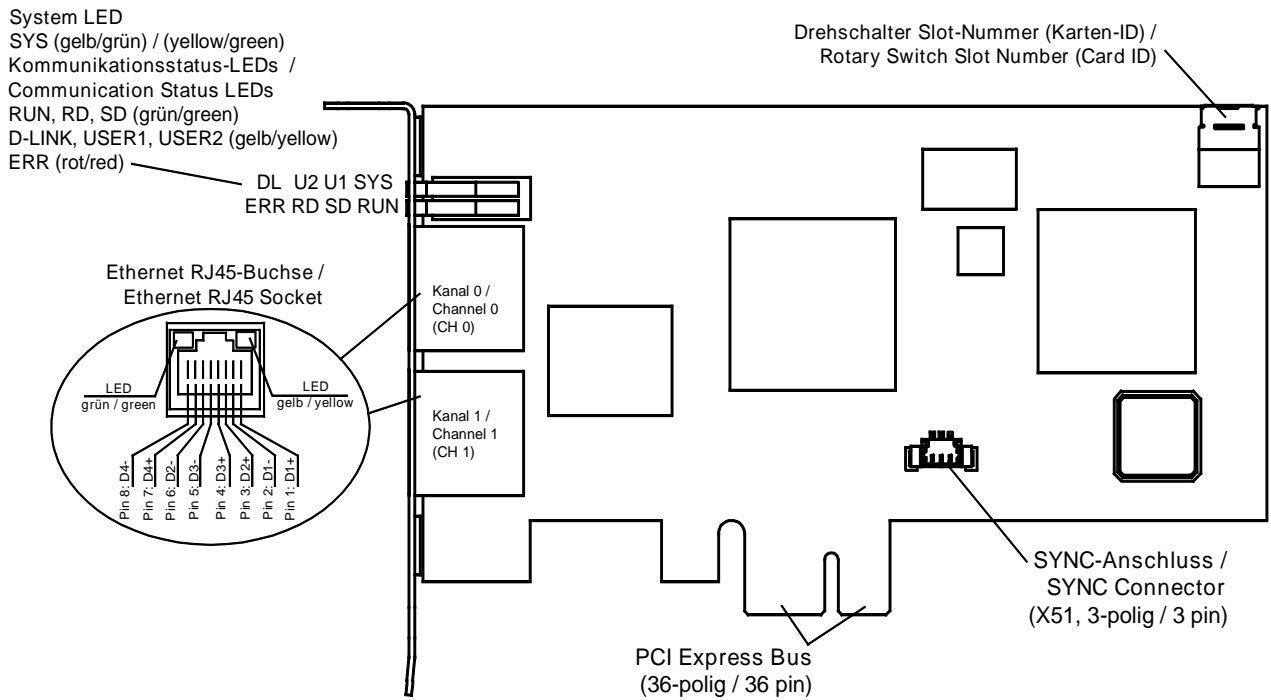 System LED
SYS (gelb/grün) / (yellow/green)
Kommunikationsstatus-LEDs /
Communication Status LEDs
RUN, RD, SD (grün/green)
D-LINK, USER1, USER2 (gelb/yellow)
ERR (rot/red)
DL U2 U1 SYS
ERR RD SD RUN
Drehschalter Slot-Nummer (Karten-ID) /
Rotary Switch Slot Number (Card ID)
Ethernet RJ45-Buchse /
Ethernet RJ45 Socket
LED
grün / green
LED
gelb / yellow
Pin 8: D4-
Pin 7: D4+
Pin 6: D2-
Pin 5: D3-
Pin 4: D3+
Pin 3: D2+
Pin 2: D1-
Pin 1: D1+
Kanal 0 /
Channel 0
(CH 0)
Kanal 1 /
Channel 1
(CH 1)
SYNC-Anschluss /
SYNC Connector
(X51, 3-polig / 3 pin)
PCI Express Bus
(36-polig / 36 pin)